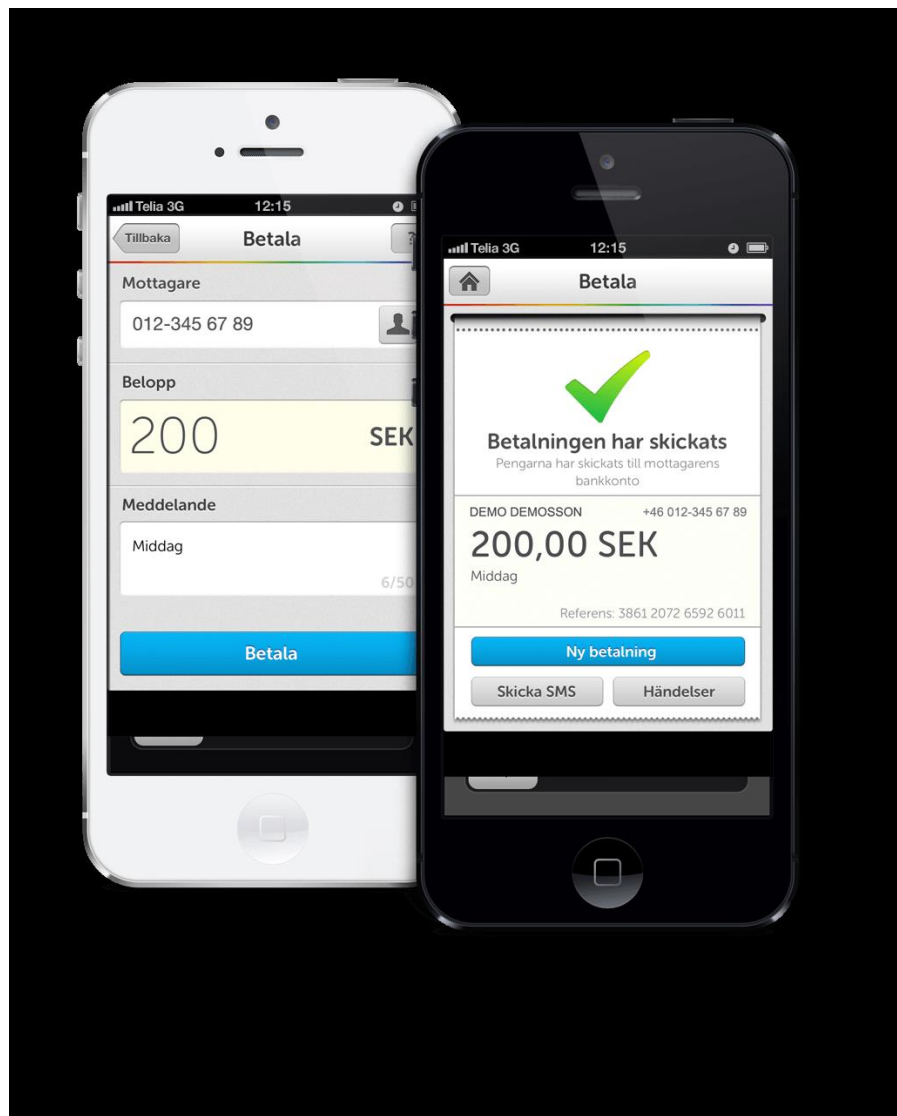 Telia 3G 12:15
Tillbaka Betala ?
Mottagare
012-345 67 89
Belopp
200 SEK
Meddelande
Middag
6/50
Betala
Telia 3G 12:15
Betala
Betalningen har skickats
Pengarna har skickats till mottagarens
bankkonto
DEMO DEMOSSON +46 012-345 67 89
200,00 SEK
Middag
Referens: 3861 2072 6592 6011
Ny betalning
Skicka SMS Händelser